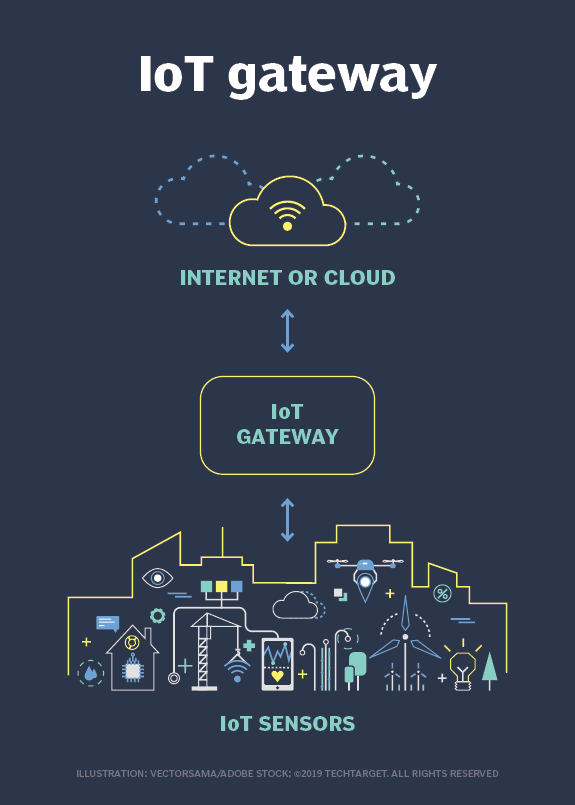 IoT gateway
INTERNET OR CLOUD
IoT
GATEWAY
%
IoT SENSORS
ILLUSTRATION: VECTORSAMA/ADOBE STOCK; ©2019 TECHTARGET. ALL RIGHTS RESERVED